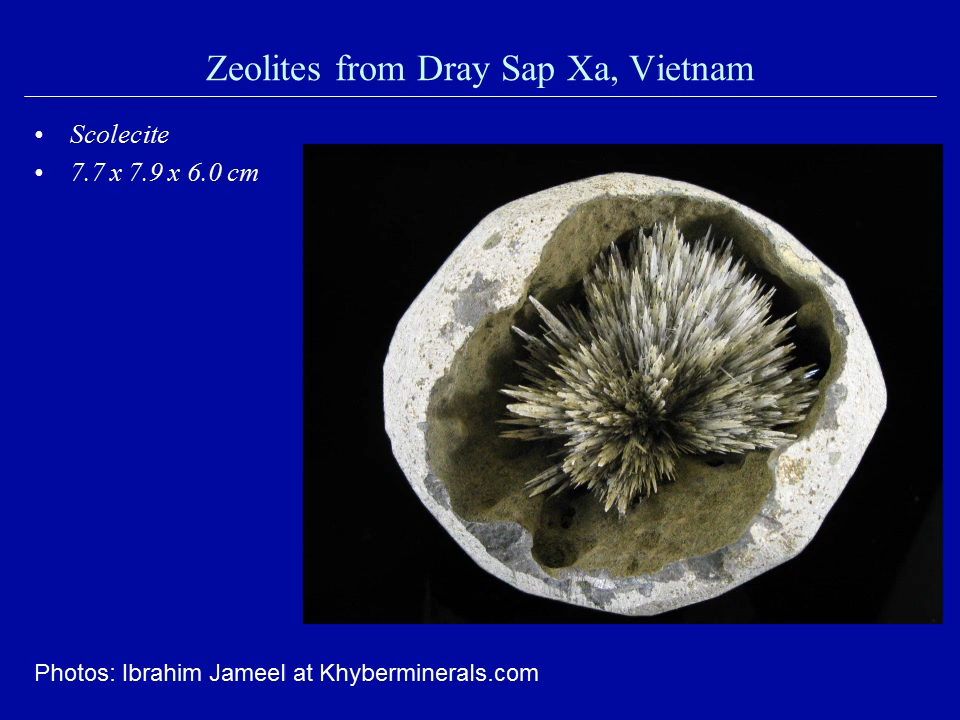 Zeolites from Dray Sap Xa, Vietnam
• Scolecite
• 7.7 x 7.9 x 6.0 cm
Photos: Ibrahim Jameel at Khyberminerals.com